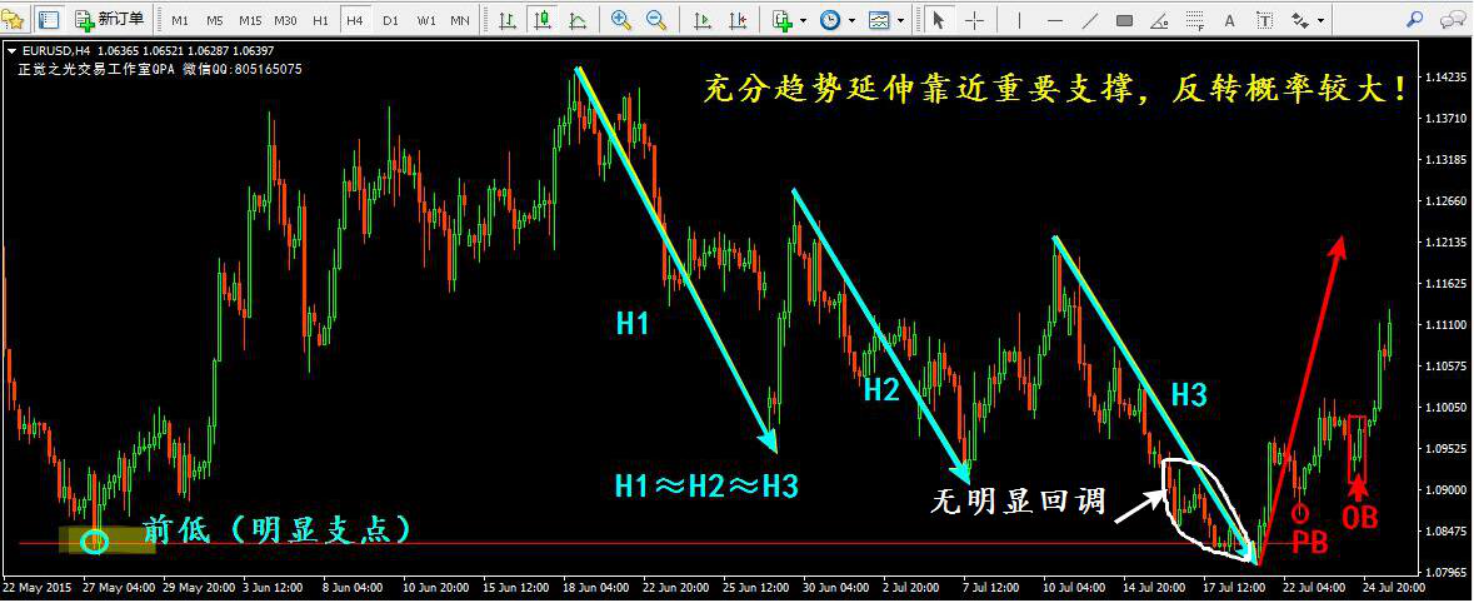 新订单 M1 M5 M15 M30 H1 H4 D1 W1 MN A T
EURUSD,H4 1.06365 1.06521 1.06287 1.06397
正觉之光交易工作室QPA 微信QQ:805165075
充分趋势延伸靠近重要支撑，反转概率较大！
1.14235
1.13710
1.13185
1.12660
1.12135
1.11625
1.11100
1.10575
1.10050
1.09525
1.09000
1.08475
1.07965
H1
H2
H3
H1≈H2≈H3
无明显回调
前低（明显支点）
PB
OB
22 May 2015 27 May 04:00 29 May 20:00 3 Jun 12:00 8 Jun 04:00 10 Jun 20:00 15 Jun 12:00 18 Jun 04:00 22 Jun 20:00 25 Jun 12:00 30 Jun 04:00 2 Jul 20:00 7 Jul 12:00 10 Jul 04:00 14 Jul 20:00 17 Jul 12:00 22 Jul 04:00 24 Jul 20:00